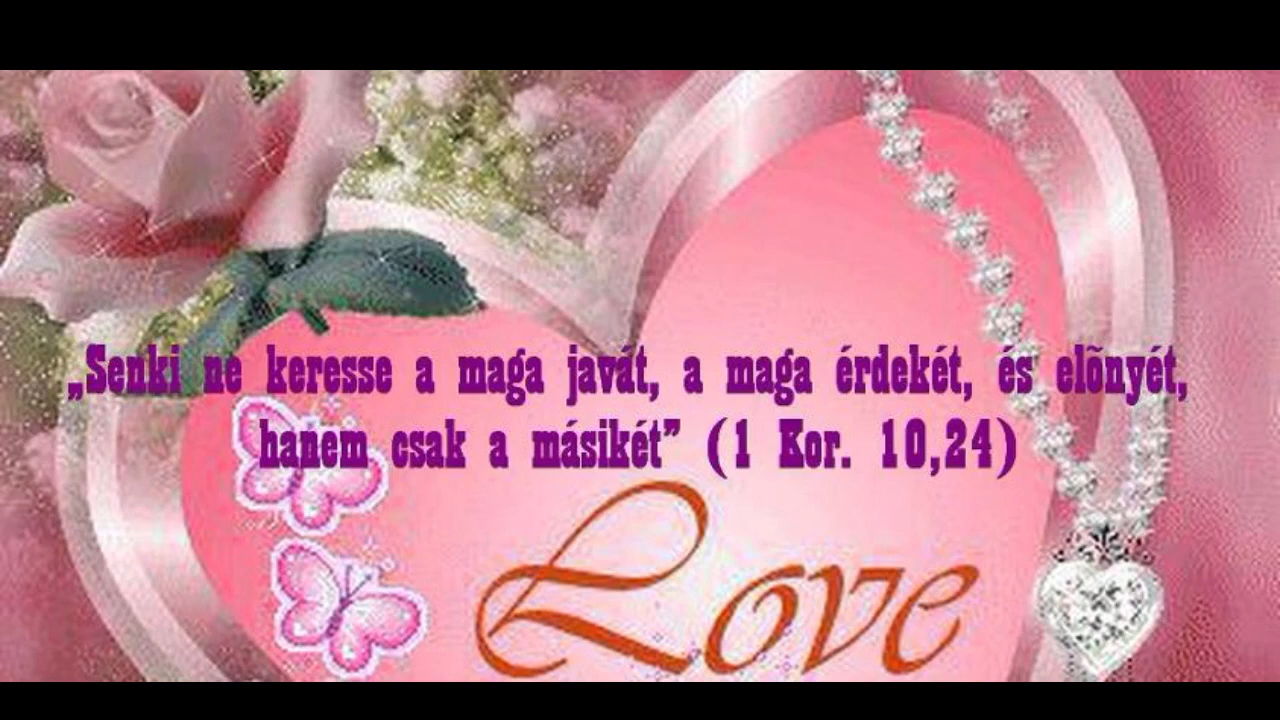 „Senki ne keresse a maga javát, a maga érdekét, és elõnyét,
hanem csak a másikét” (1 Kor. 10,24)
Love